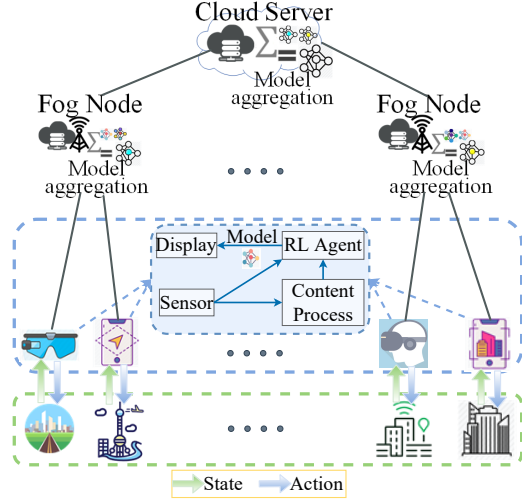 Cloud Server
Model
aggregation
Fog Node
Fog Node
Model
aggregation
Model
aggregation
Display
Model
RL Agent
Sensor
Content
Process
State
Action